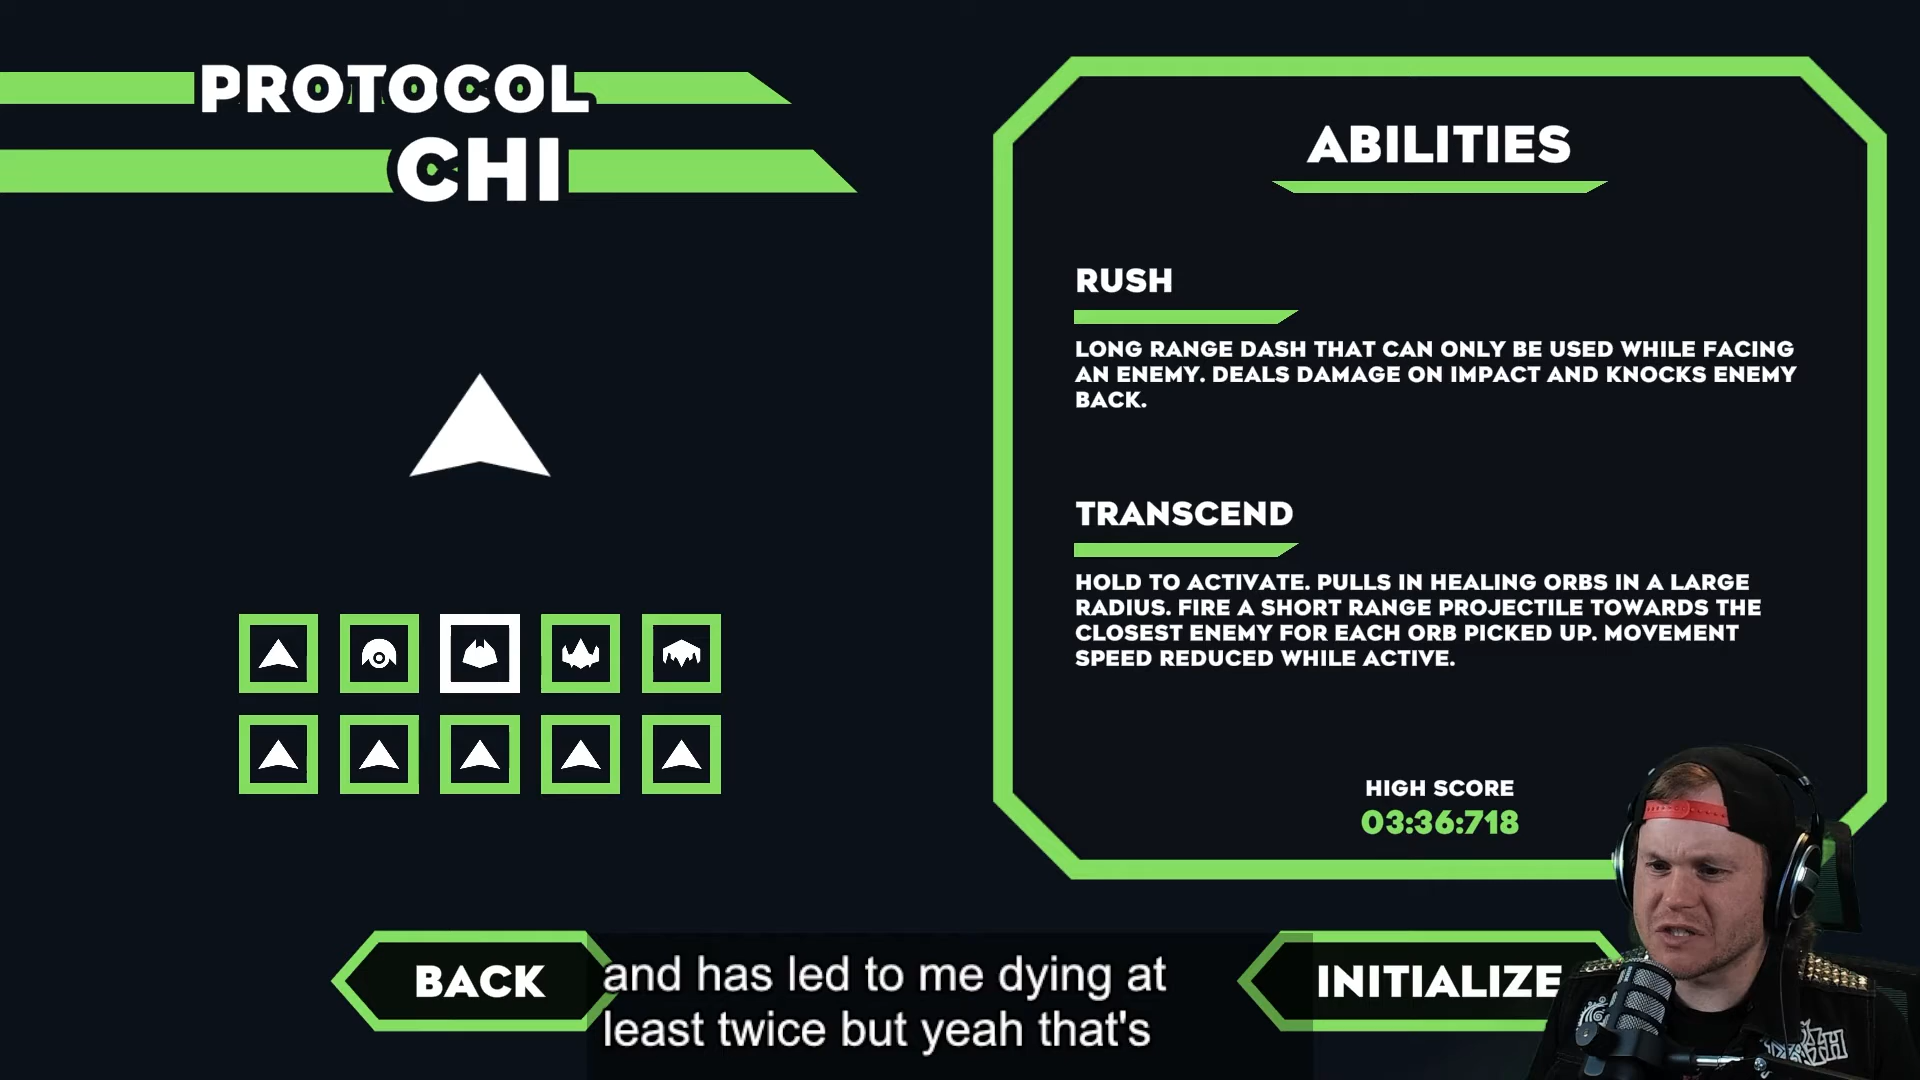 PROTOCOL
CHI
ABILITIES
RUSH
LONG RANGE DASH THAT CAN ONLY BE USED WHILE FACING
AN ENEMY. DEALS DAMAGE ON IMPACT AND KNOCKS ENEMY
BACK.
TRANSCEND
HOLD TO ACTIVATE. PULLS IN HEALING ORBS IN A LARGE
RADIUS. FIRE A SHORT RANGE PROJECTILE TOWARDS THE
CLOSEST ENEMY FOR EACH ORB PICKED UP. MOVEMENT
SPEED REDUCED WHILE ACTIVE.
HIGH SCORE
03:36:718
BACK
INITIALIZE
and has led to me dying at
least twice but yeah that's